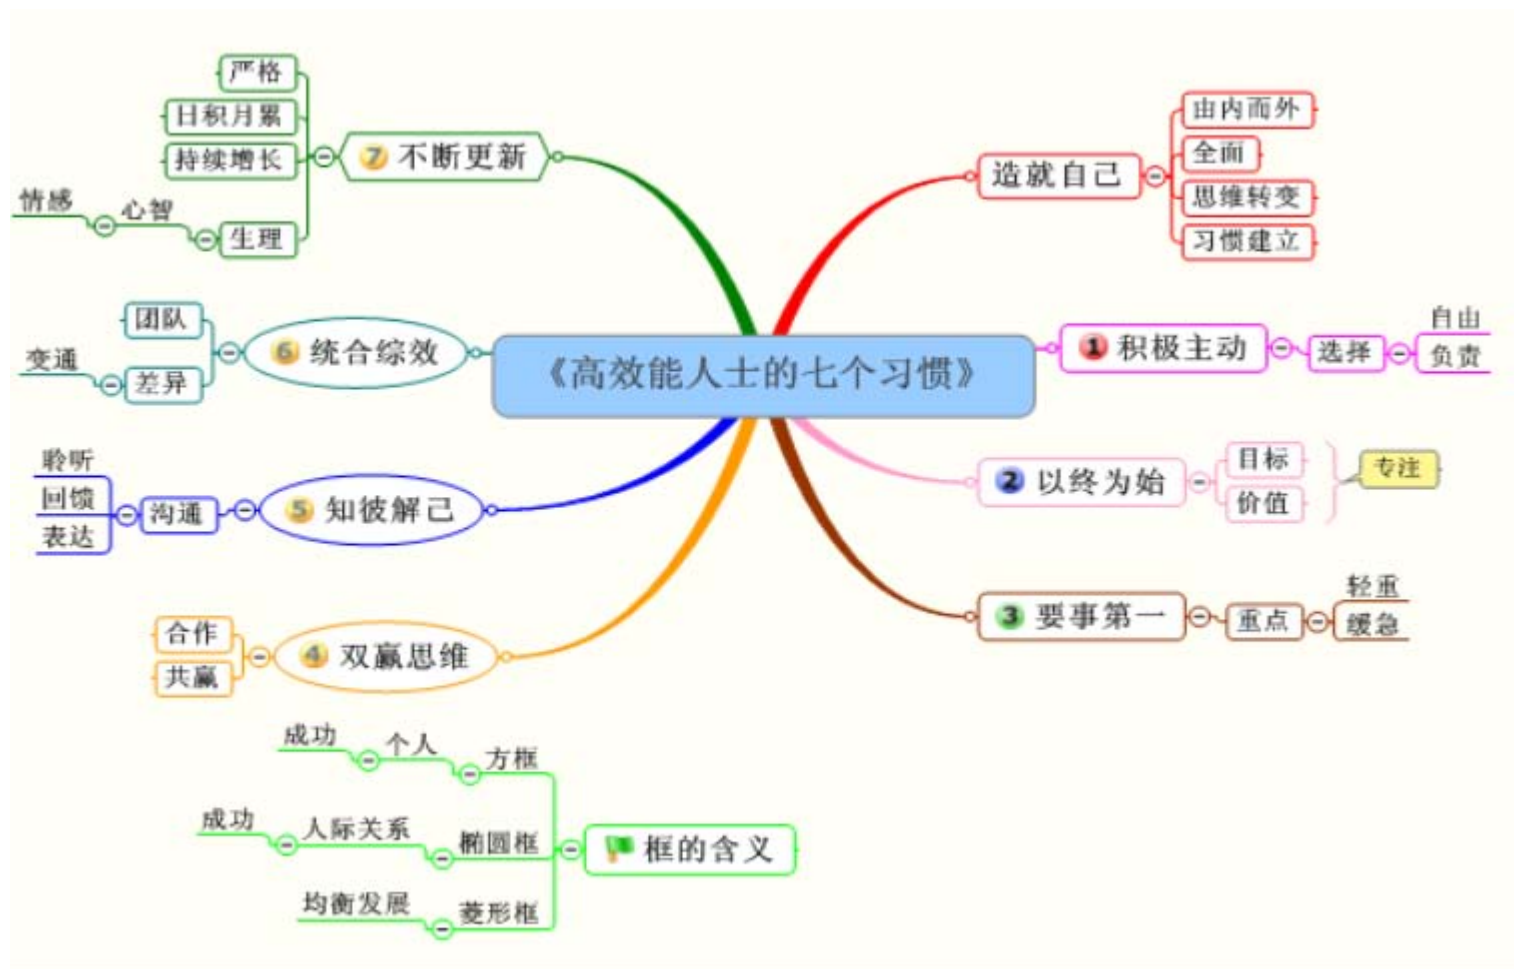 《高效能人士的七个习惯》
造就自己
由内而外
全面
思维转变
习惯建立
1 积极主动
选择
自由
负责
2 以终为始
目标
价值
专注
3 要事第一
重点
轻重
缓急
4 双赢思维
合作
共赢
5 知彼解己
沟通
聆听
回馈
表达
6 统合综效
团队
差异
变通
7 不断更新
严格
日积月累
持续增长
生理
心智
情感
框的含义
方框
个人
成功
椭圆框
人际关系
成功
菱形框
均衡发展